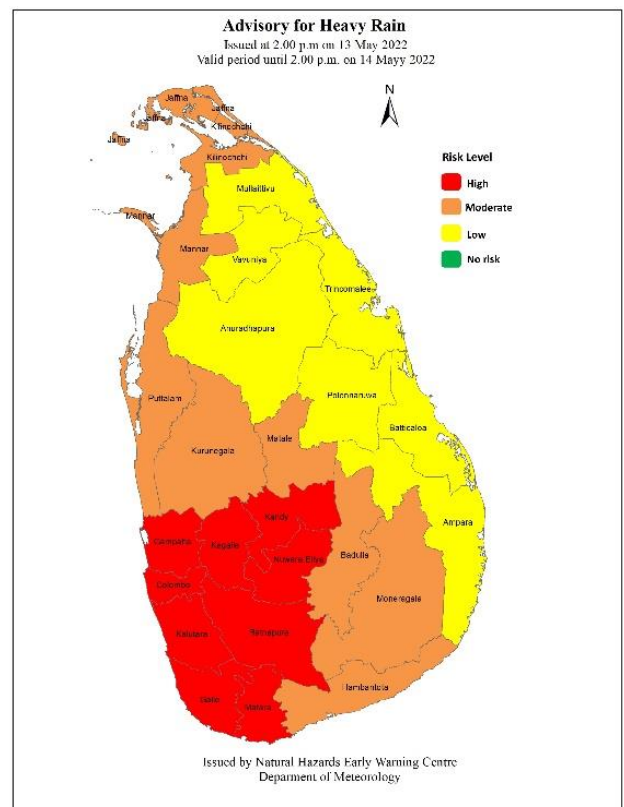 Advisory for Heavy Rain
Issued at 2.00 p.m on 13 May 2022
Valid period until 2.00 p.m. on 14 Mayy 2022
N
Jaffna
Jaffna
Jaffna
Jaffna
Kilinochchi
Kilinochchi
Mullaittivu
Mannar
Mannar
Vavuniya
Trincomalee
Anuradhapura
Puttalam
Polonnaruwa
Batticaloa
Kurunegala
Matale
Kandy
Ampara
Gampaha
Kegalle
Nuwara Eliya
Badulla
Colombo
Moneragala
Kalutara
Ratnapura
Hambantota
Galle
Matara
Risk Level
High
Moderate
Low
No risk
Issued by Natural Hazards Early Warning Centre
Deparment of Meteorology